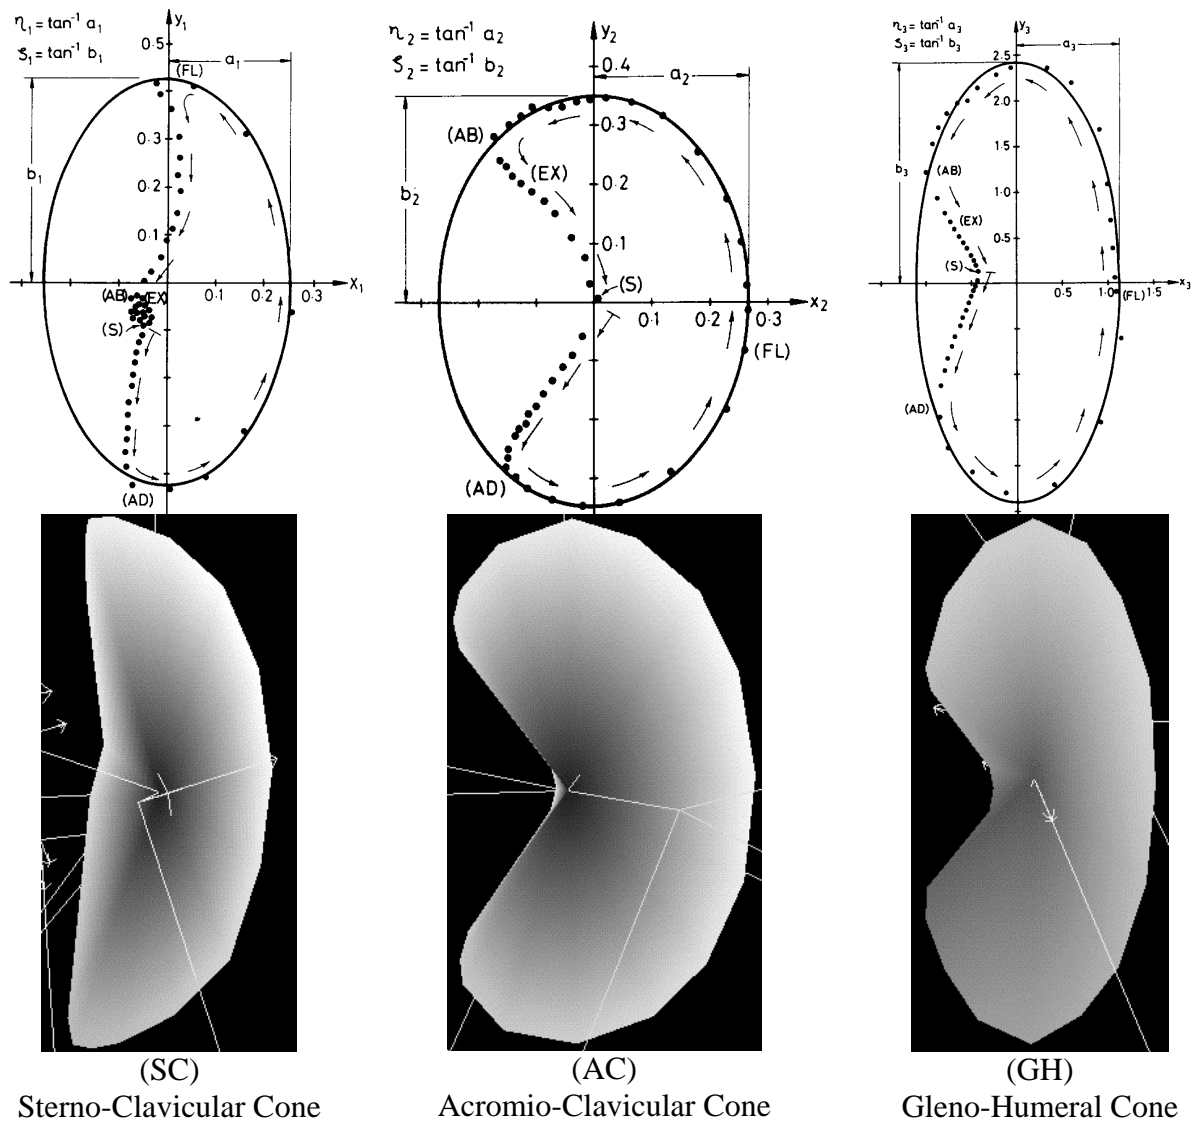 η₁ = tan⁻¹ a₁
ξ₁ = tan⁻¹ b₁
y₁
0.5
(FL)
a₁
0.3
b₁
0.2
0.1
x₁
(AB)
(EX
0.1
0.2
0.3
(S)
(AD)
η₂ = tan⁻¹ a₂
ξ₂ = tan⁻¹ b₂
y₂
0.4
a₂
(AB)
0.3
(EX)
b₂
0.2
0.1
(S)
x₂
0.1
0.2
0.3
(FL)
(AD)
η₃ = tan⁻¹ a₃
ξ₃ = tan⁻¹ b₃
y₃
a₃
2.5
2.0
1.5
b₃
(AB)
1.0
(EX)
0.5
(S)
x₃
0.5
1.0
(FL)
1.5
(AD)
(SC)
Sterno-Clavicular Cone
(AC)
Acromio-Clavicular Cone
(GH)
Gleno-Humeral Cone